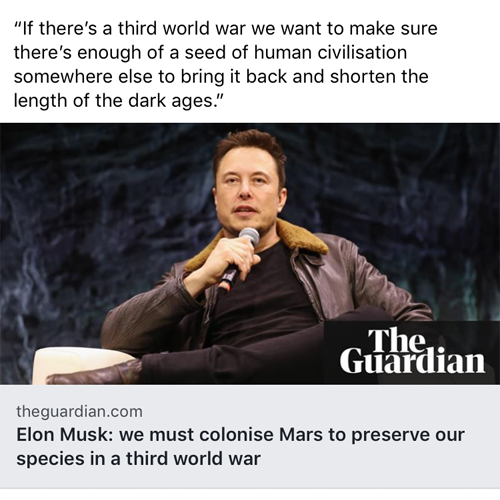 “If there’s a third world war we want to make sure
there’s enough of a seed of human civilisation
somewhere else to bring it back and shorten the
length of the dark ages.”
The
Guardian
theguardian.com
Elon Musk: we must colonise Mars to preserve our
species in a third world war